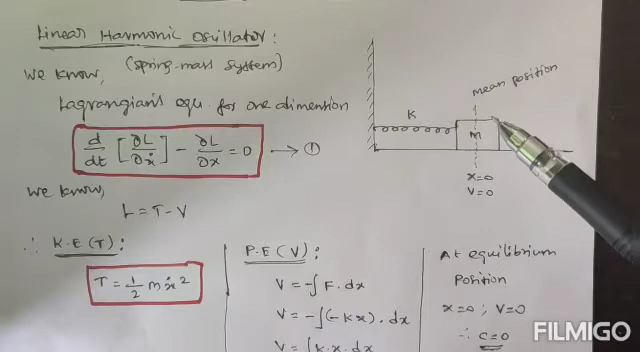 Linear Harmonic Oscillator:
(spring-mass system)
We know,
Lagrangian's equ. for one dimention
d/dt [∂L/∂ẋ] - ∂L/∂x = 0 → ①
We know,
L = T - V
∴ K.E (T):
T = 1/2 mẋ²
P.E (V):
V = -∫F.dx
V = -∫(-Kx).dx
V = ∫K.x.dx
At equilibrium
position
x=0 ; V=0
∴ C=0
mean position
K
m
x=0
V=0
FILMIGO